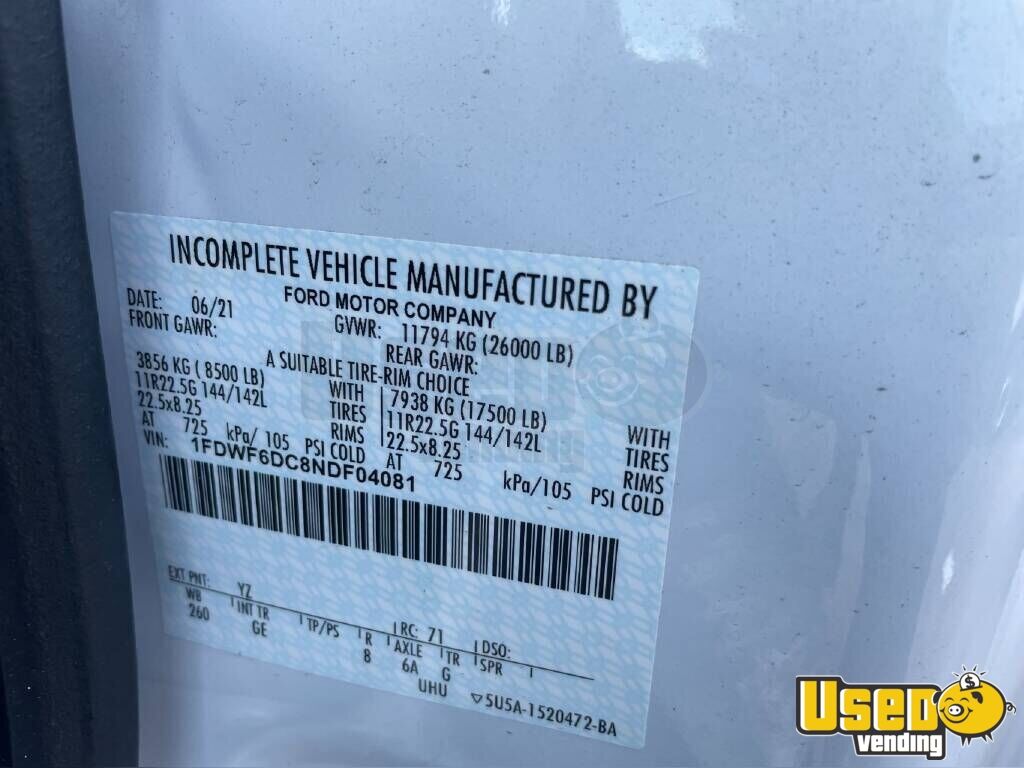 INCOMPLETE VEHICLE MANUFACTURED BY
FORD MOTOR COMPANY
DATE: 06/21 GVWR: 11794 KG (26000 LB)
FRONT GAWR: REAR GAWR:
A SUITABLE TIRE-RIM CHOICE
3856 KG ( 8500 LB) WITH 7938 KG (17500 LB) WITH
11R22.5G 144/142L TIRES 11R22.5G 144/142L TIRES
22.5x8.25 RIMS 22.5x8.25 RIMS
AT 725 kPa/ 105 PSI COLD AT 725 kPa/105 PSI COLD
VIN: 1FDWF6DC8NDF04081
EXT PNT: YZ RC: 71 DSO:
WB INT TR TP/PS R AXLE TR SPR
260 GE B 6A G
UHU ▽5U5A-1520472-BA
USED
vending